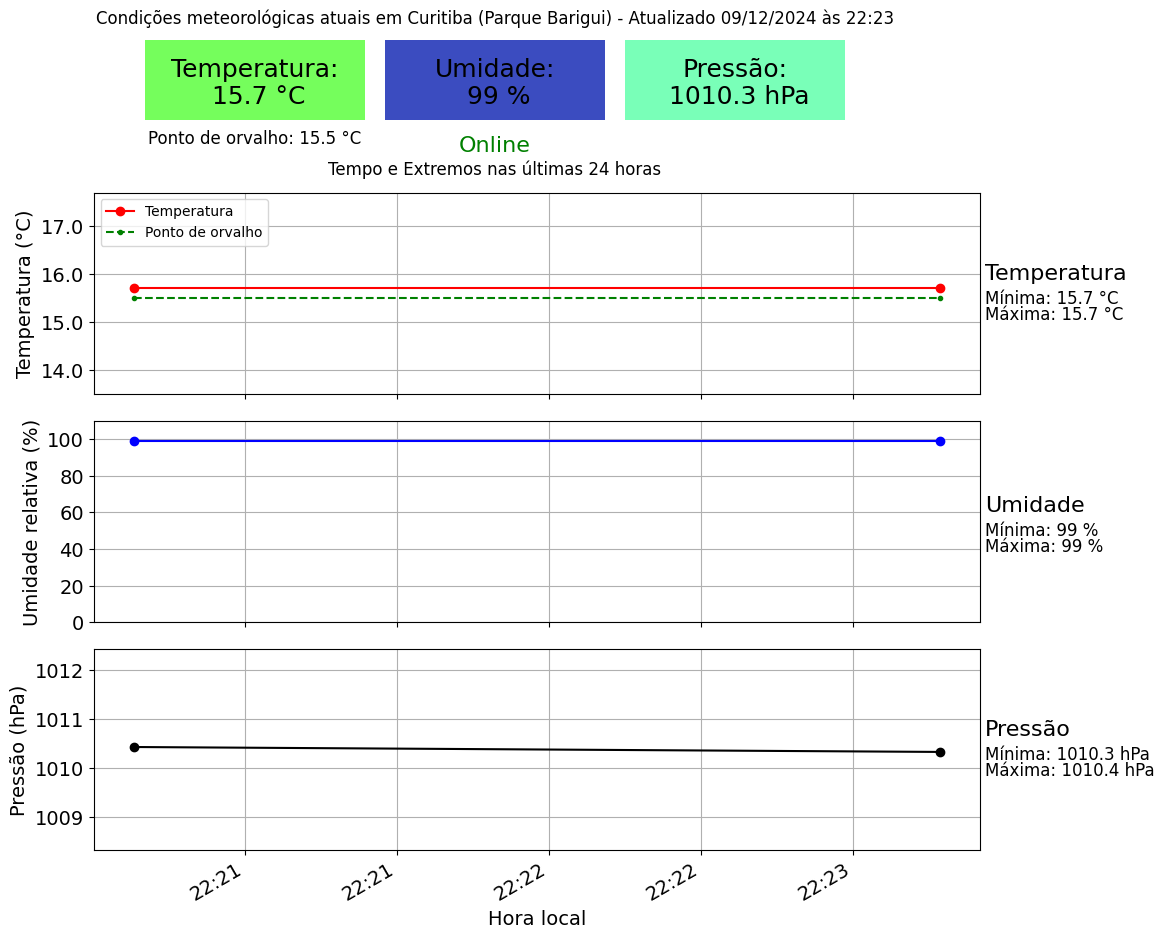 Condições meteorológicas atuais em Curitiba (Parque Barigui) - Atualizado 09/12/2024 às 22:23
Temperatura:
15.7 °C
Umidade:
99 %
Pressão:
1010.3 hPa
Ponto de orvalho: 15.5 °C
Online
Tempo e Extremos nas últimas 24 horas
Temperatura (°C)
17.0
16.0
15.0
14.0
Temperatura
Ponto de orvalho
Temperatura
Mínima: 15.7 °C
Máxima: 15.7 °C
Umidade relativa (%)
100
80
60
40
20
0
Umidade
Mínima: 99 %
Máxima: 99 %
Pressão (hPa)
1012
1011
1010
1009
Pressão
Mínima: 1010.3 hPa
Máxima: 1010.4 hPa
22:21
22:21
22:22
22:22
22:23
Hora local